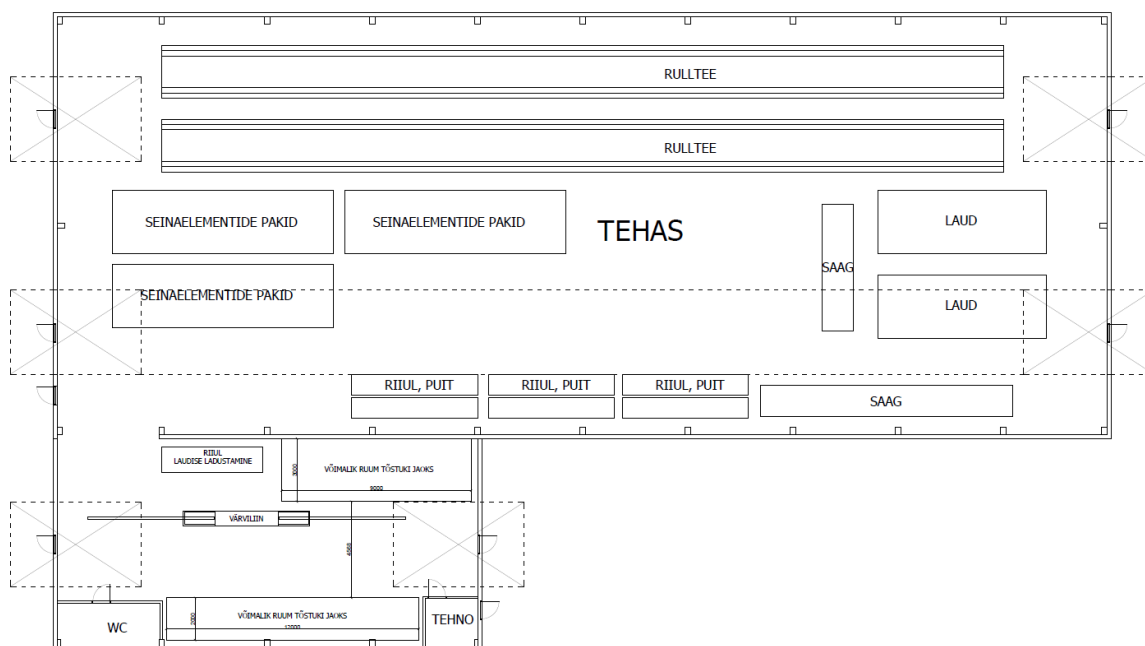 RULLTEE
RULLTEE
SEINAELEMENTIDE PAKID
SEINAELEMENTIDE PAKID
TEHAS
LAUD
SAAG
SEINAELEMENTIDE PAKID
LAUD
RIIUL, PUIT
RIIUL, PUIT
RIIUL, PUIT
SAAG
RIIUL
LAUDISE LADUSTAMINE
VÕIMALIK RUUM TÕSTUKI JAOKS
3000
9000
VÄRVILIIN
VÕIMALIK RUUM TÕSTUKI JAOKS
2000
12000
WC
TEHNO